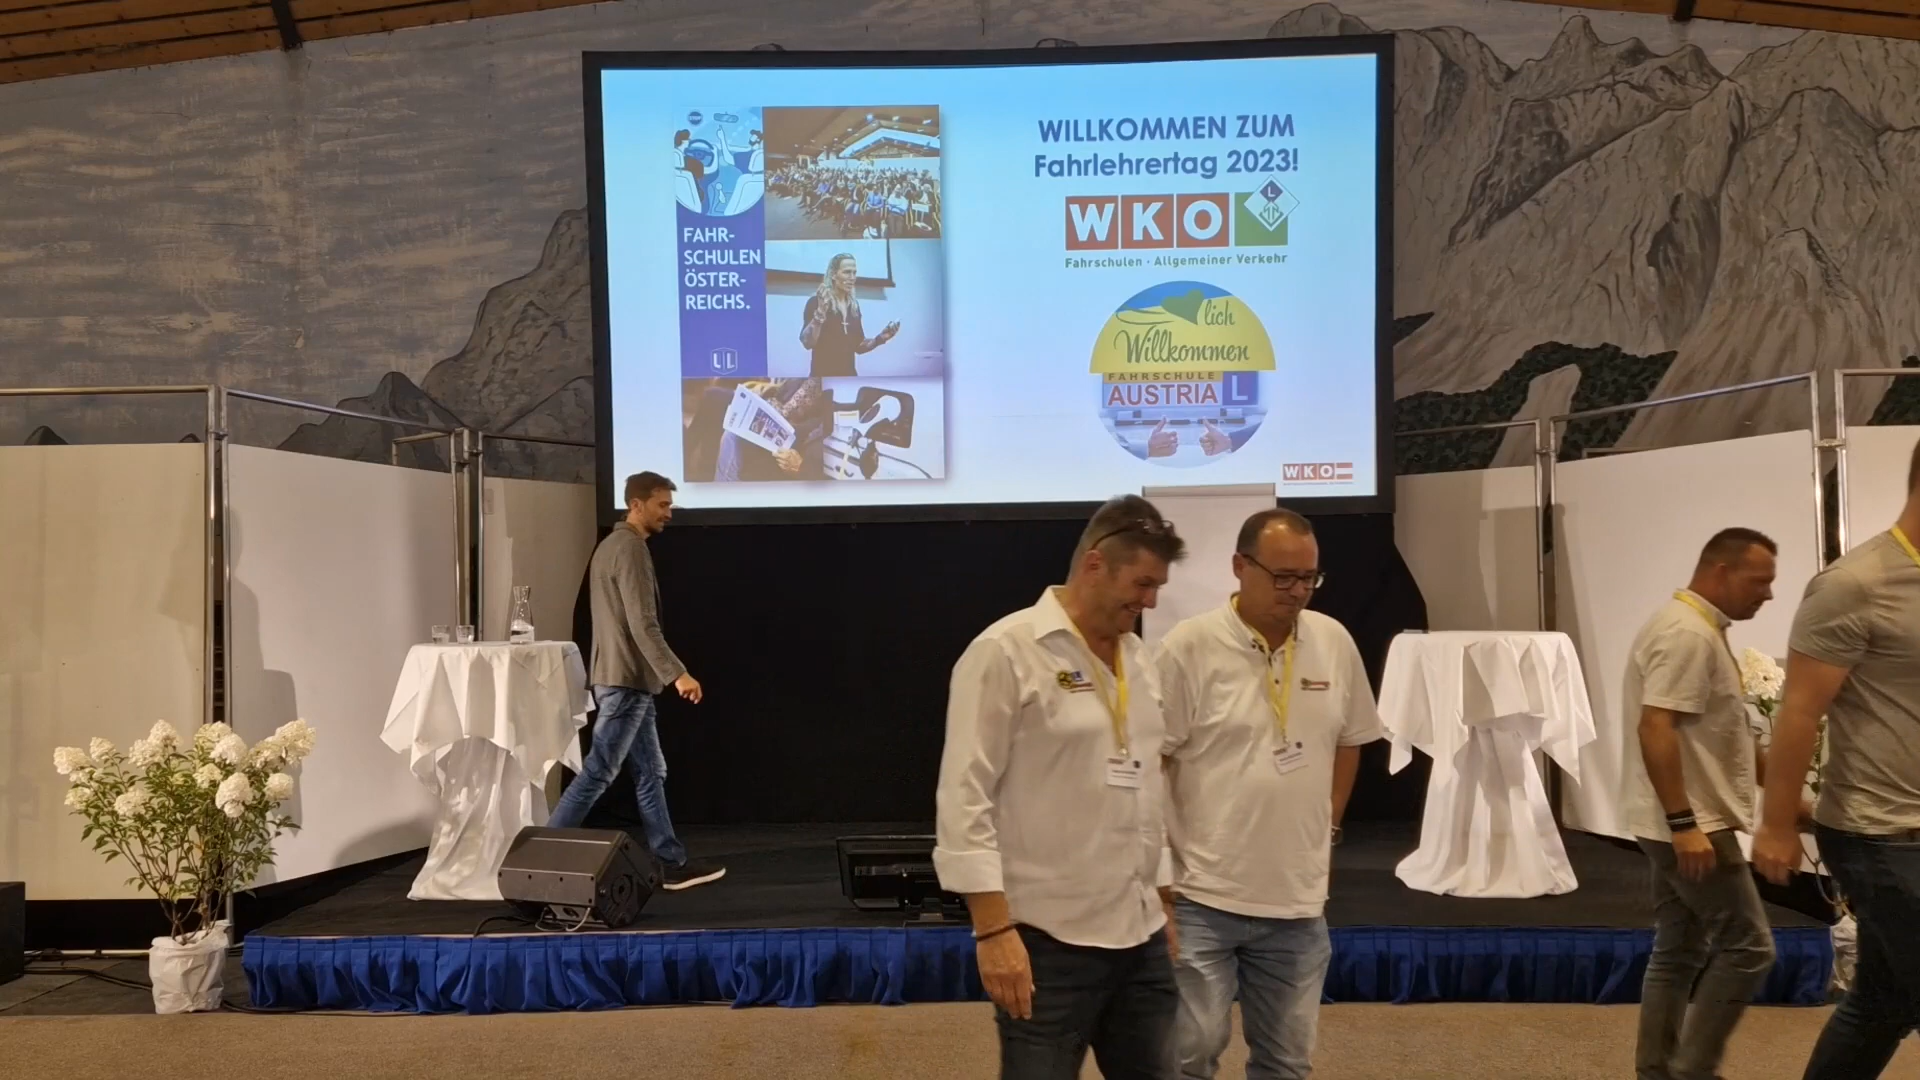 FAHR-
SCHULEN
ÖSTER-
REICHS.
WILLKOMMEN ZUM
Fahrlehrertag 2023!
WKO
L
Fahrschulen · Allgemeiner Verkehr
lich
Willkommen
FAHRSCHULE
AUSTRIA L
WKO